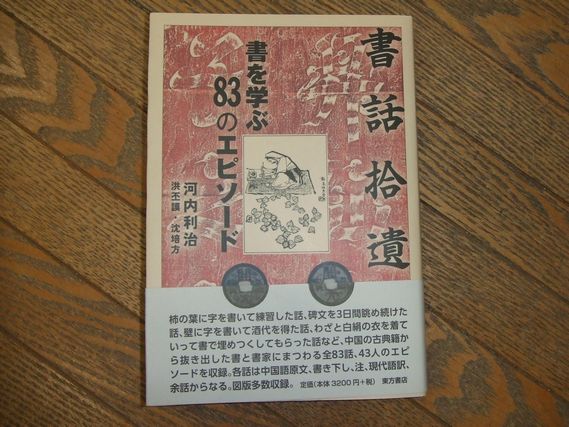 書話拾遺
書を学ぶ
83のエピソード
河内利治
洪丕謨・沈培方
柿の葉に字を書いて練習した話、碑文を3日間眺め続けた
話、壁に字を書いて酒代を得た話、わざと白絹の衣を着て
いって書で埋めつくしてもらった話など、中国の古典籍か
ら抜き出した書と書家にまつわる全83話、43人のエピ
ソードを収録。各話は中国語原文、書き下し、注、現代語訳、
余話からなる。図版多数収録。 定価(本体3200円+税) 東方書店